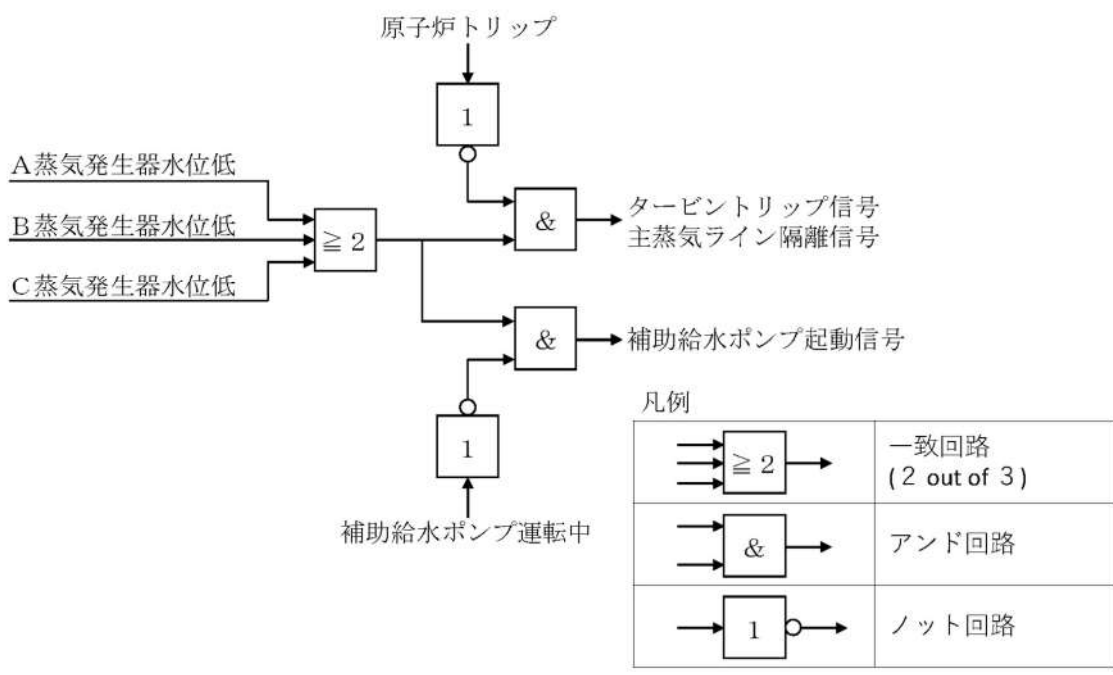 原子炉トリップ
1
A蒸気発生器水位低
B蒸気発生器水位低
C蒸気発生器水位低
≧2
&
タービントリップ信号
主蒸気ライン隔離信号
&
補助給水ポンプ起動信号
1
補助給水ポンプ運転中
凡例
≧2
一致回路
(2 out of 3)
&
アンド回路
1
ノット回路